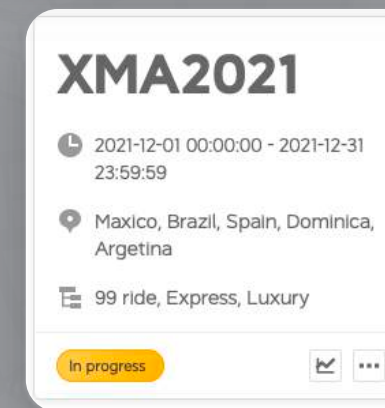 XMA2021
2021-12-01 00:00:00 - 2021-12-31
23:59:59
Maxico, Brazil, Spain, Dominica,
Argetina
99 ride, Express, Luxury
In progress